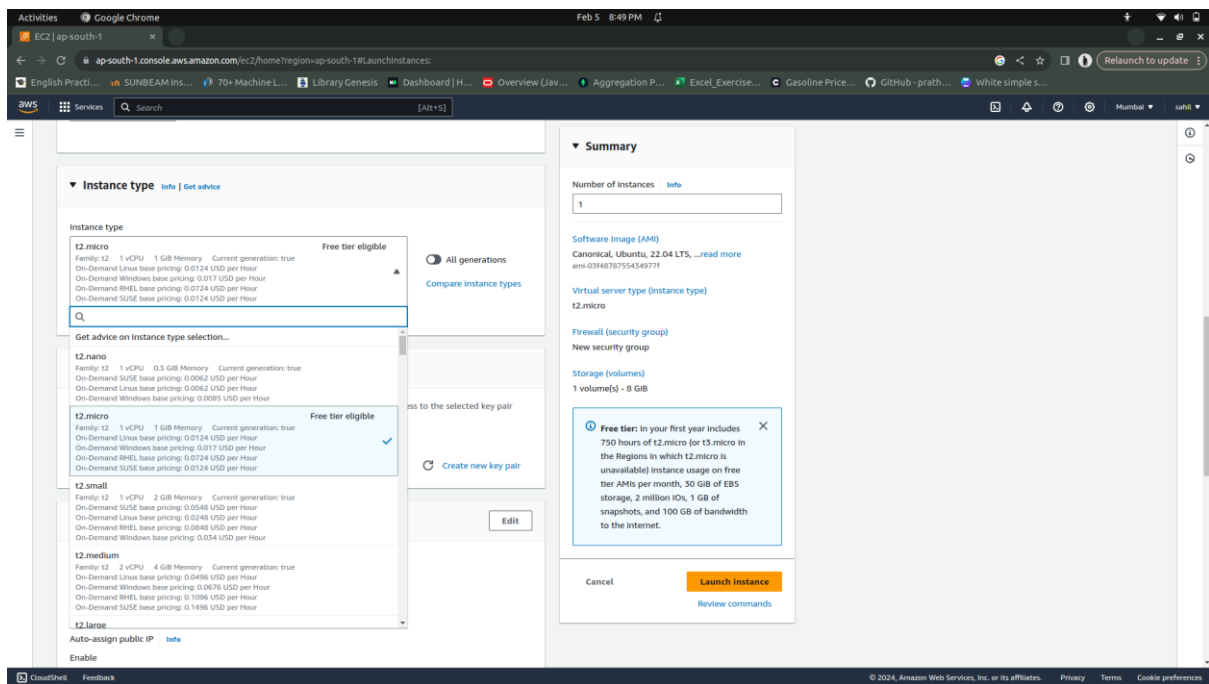 Activities Google Chrome Feb 5 8:49 PM
EC2 | ap-south-1 ×
ap-south-1.console.aws.amazon.com/ec2/home?region=ap-south-1#LaunchInstances: Relaunch to update
English Practi... SUNBEAM Ins... 70+ Machine L... Library Genesis Dashboard | H... Overview (Jav... Aggregation P... Excel_Exercise... Gasoline Price... GitHub - prath... White simple s...
aws Services Search [Alt+S] Mumbai ▼ sahil ▼
▼ Instance type Info | Get advice
Instance type
t2.micro Free tier eligible
Family: t2 1 vCPU 1 GiB Memory Current generation: true
On-Demand Linux base pricing: 0.0124 USD per Hour
On-Demand Windows base pricing: 0.017 USD per Hour
On-Demand RHEL base pricing: 0.0724 USD per Hour
On-Demand SUSE base pricing: 0.0124 USD per Hour
All generations
Compare instance types
Get advice on instance type selection...
t2.nano
Family: t2 1 vCPU 0.5 GiB Memory Current generation: true
On-Demand SUSE base pricing: 0.0062 USD per Hour
On-Demand Linux base pricing: 0.0062 USD per Hour
On-Demand Windows base pricing: 0.0085 USD per Hour
t2.micro Free tier eligible
Family: t2 1 vCPU 1 GiB Memory Current generation: true
On-Demand Linux base pricing: 0.0124 USD per Hour
On-Demand Windows base pricing: 0.017 USD per Hour
On-Demand RHEL base pricing: 0.0724 USD per Hour
On-Demand SUSE base pricing: 0.0124 USD per Hour
t2.small
Family: t2 1 vCPU 2 GiB Memory Current generation: true
On-Demand SUSE base pricing: 0.0548 USD per Hour
On-Demand Linux base pricing: 0.0248 USD per Hour
On-Demand RHEL base pricing: 0.0848 USD per Hour
On-Demand Windows base pricing: 0.034 USD per Hour
t2.medium
Family: t2 2 vCPU 4 GiB Memory Current generation: true
On-Demand Linux base pricing: 0.0496 USD per Hour
On-Demand Windows base pricing: 0.0676 USD per Hour
On-Demand RHEL base pricing: 0.1096 USD per Hour
On-Demand SUSE base pricing: 0.1496 USD per Hour
t2.large
ess to the selected key pair
Create new key pair
Edit
Auto-assign public IP Info
Enable
▼ Summary
Number of instances Info
1
Software Image (AMI)
Canonical, Ubuntu, 22.04 LTS, ...read more
ami-03f4878755434977f
Virtual server type (instance type)
t2.micro
Firewall (security group)
New security group
Storage (volumes)
1 volume(s) - 8 GiB
Free tier: In your first year includes
750 hours of t2.micro (or t3.micro in
the Regions in which t2.micro is
unavailable) instance usage on free
tier AMIs per month, 30 GiB of EBS
storage, 2 million IOs, 1 GB of
snapshots, and 100 GB of bandwidth
to the internet.
Cancel Launch instance
Review commands
CloudShell Feedback © 2024, Amazon Web Services, Inc. or its affiliates. Privacy Terms Cookie preferences